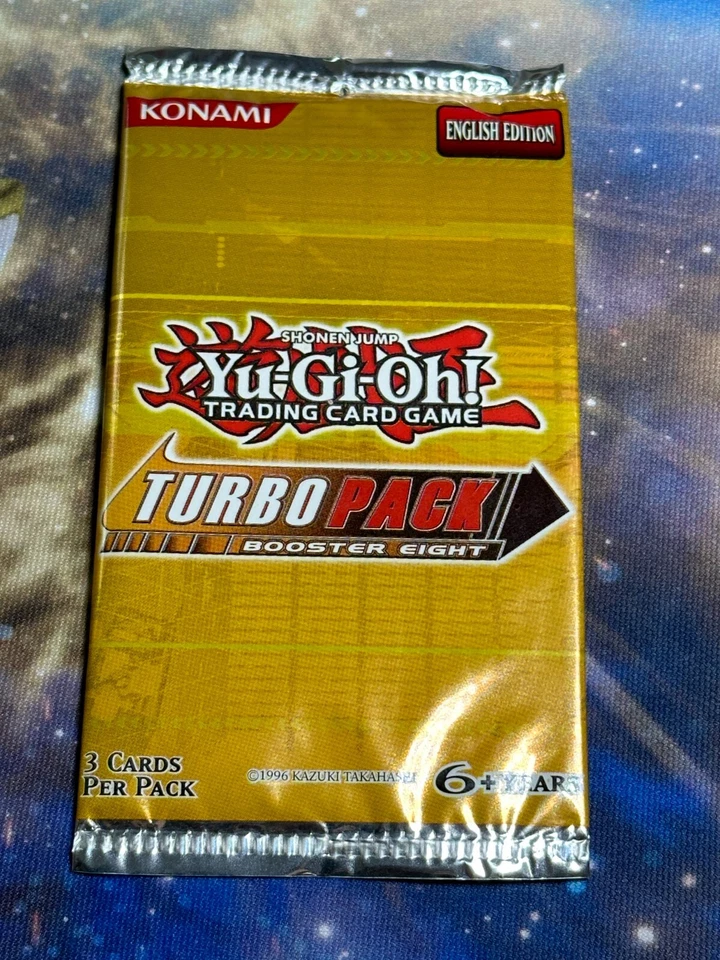 KONAMI
ENGLISH EDITION
SHONEN JUMP
Yu-Gi-Oh!
TRADING CARD GAME
TURBO PACK
BOOSTER EIGHT
3 CARDS
PER PACK
©1996 KAZUKI TAKAHASHI
6+ YEARS